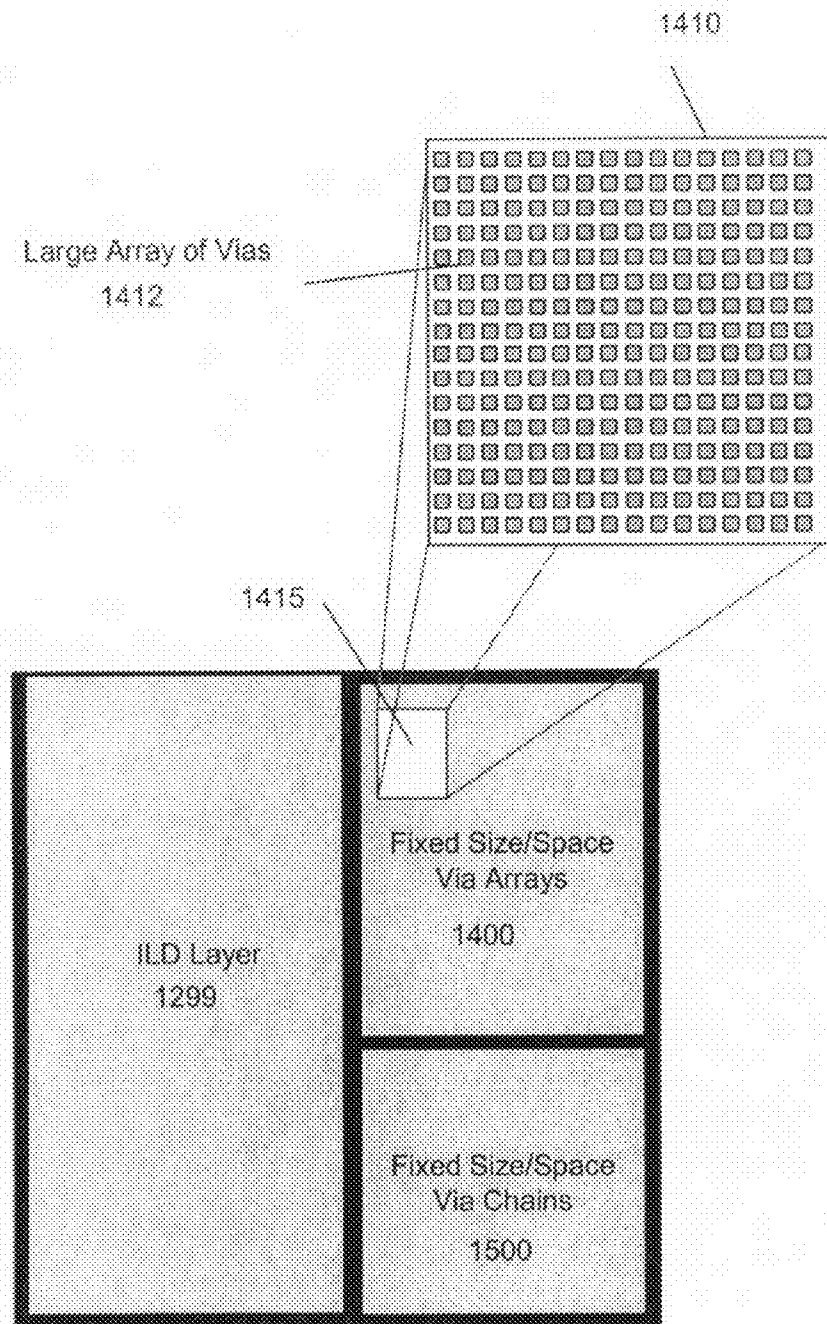 1410
Large Array of Vias
1412
1415
Fixed Size/Space
Via Arrays
1400
ILD Layer
1299
Fixed Size/Space
Via Chains
1500